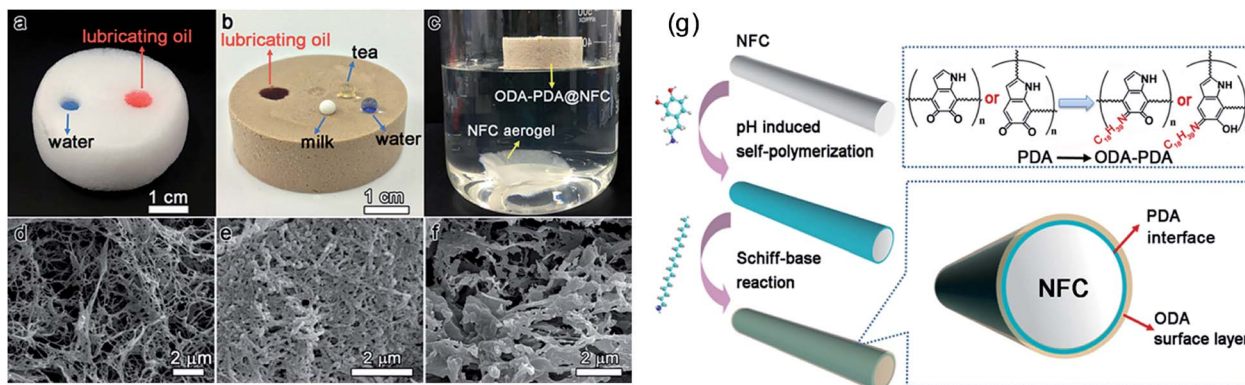 a
lubricating oil
water
1 cm
b
lubricating oil
tea
milk
water
1 cm
c
ODA-PDA@NFC
NFC aerogel
d
2 μm
e
2 μm
f
2 μm
(g)
NFC
pH induced
self-polymerization
Schiff-base
reaction
NH
O
O
n
or
NH
O
O
n
NH
C18H39N
O
n
or
NH
C18H39N
OH
n
PDA → ODA-PDA
PDA
interface
NFC
ODA
surface layer